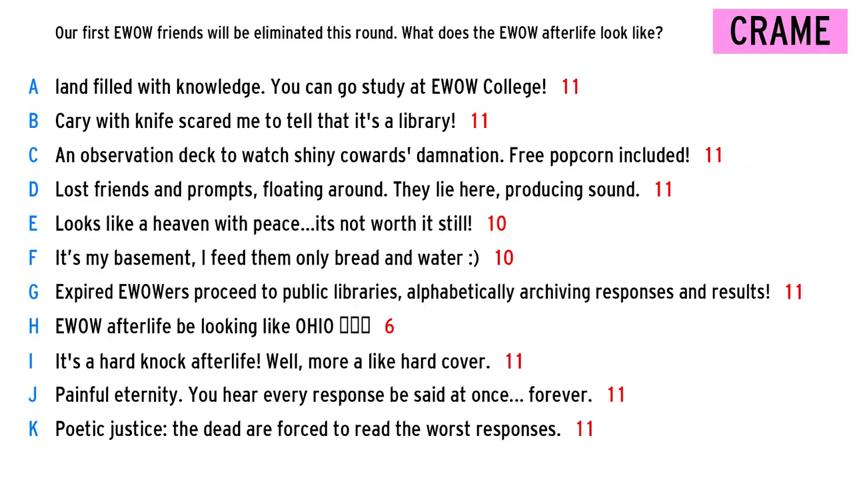 Our first EWOW friends will be eliminated this round. What does the EWOW afterlife look like?
CRAME
A land filled with knowledge. You can go study at EWOW College! 11
B Cary with knife scared me to tell that it's a library! 11
C An observation deck to watch shiny cowards' damnation. Free popcorn included! 11
D Lost friends and prompts, floating around. They lie here, producing sound. 11
E Looks like a heaven with peace...its not worth it still! 10
F It’s my basement, I feed them only bread and water :) 10
G Expired EWOWers proceed to public libraries, alphabetically archiving responses and results! 11
H EWOW afterlife be looking like OHIO 6
I It's a hard knock afterlife! Well, more a like hard cover. 11
J Painful eternity. You hear every response be said at once... forever. 11
K Poetic justice: the dead are forced to read the worst responses. 11